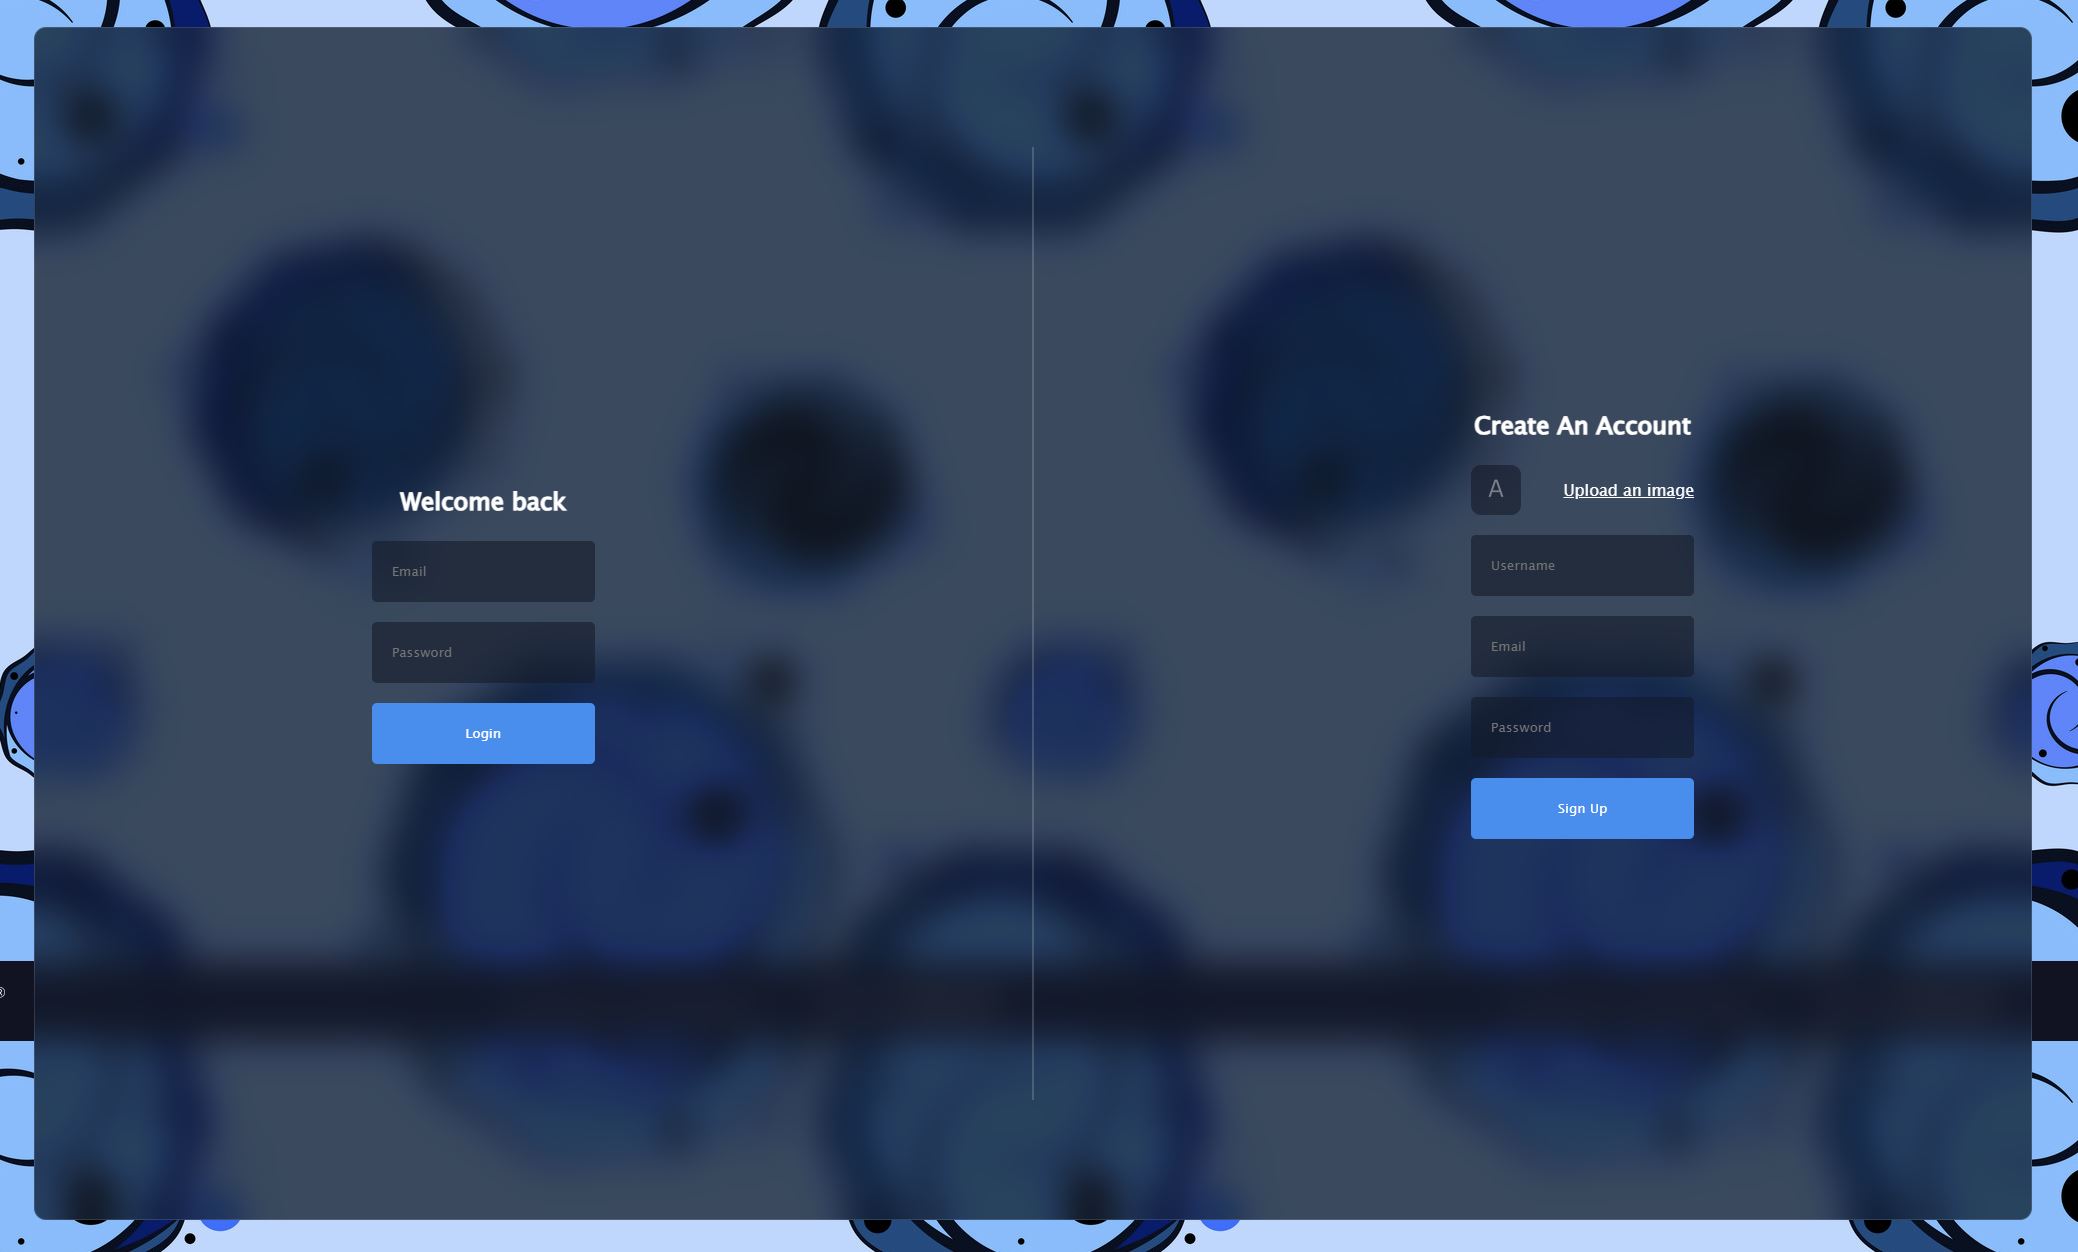 Welcome back
Email
Password
Login
Create An Account
A
Upload an image
Username
Email
Password
Sign Up
®